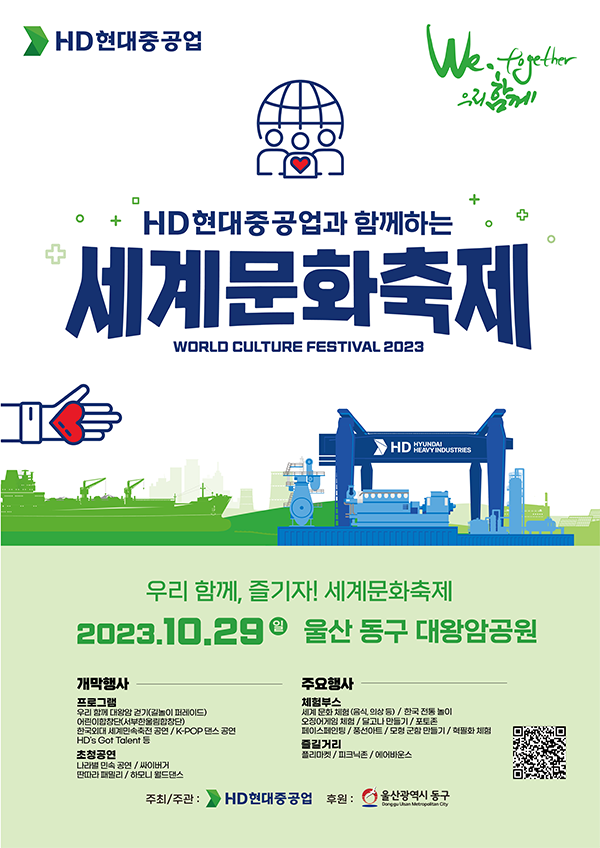 HD현대중공업
We. together
우리 함께
HD현대중공업과 함께하는
세계문화축제
WORLD CULTURE FESTIVAL 2023
HD HYUNDAI
HEAVY INDUSTRIES
우리 함께, 즐기자! 세계문화축제
2023.10.29 일 울산 동구 대왕암공원
개막행사
프로그램
우리 함께 대왕암 걷기(길놀이 퍼레이드)
어린이합창단(서부한울림합창단)
한국외대 세계민속축전 공연 / K-POP 댄스 공연
HD's Got Talent 등
초청공연
나라별 민속 공연 / 싸이버거
딴따라 패밀리 / 하모니 월드댄스
주요행사
체험부스
세계 문화 체험 (음식, 의상 등) / 한국 전통 놀이
오징어게임 체험 / 달고나 만들기 / 포토존
페이스페인팅 / 풍선아트 / 모형 군함 만들기 / 혁필화 체험
즐길거리
플리마켓 / 피크닉존 / 에어바운스
주최/주관 : HD현대중공업 후원 : 울산광역시 동구
Donggu Ulsan Metropolitan City